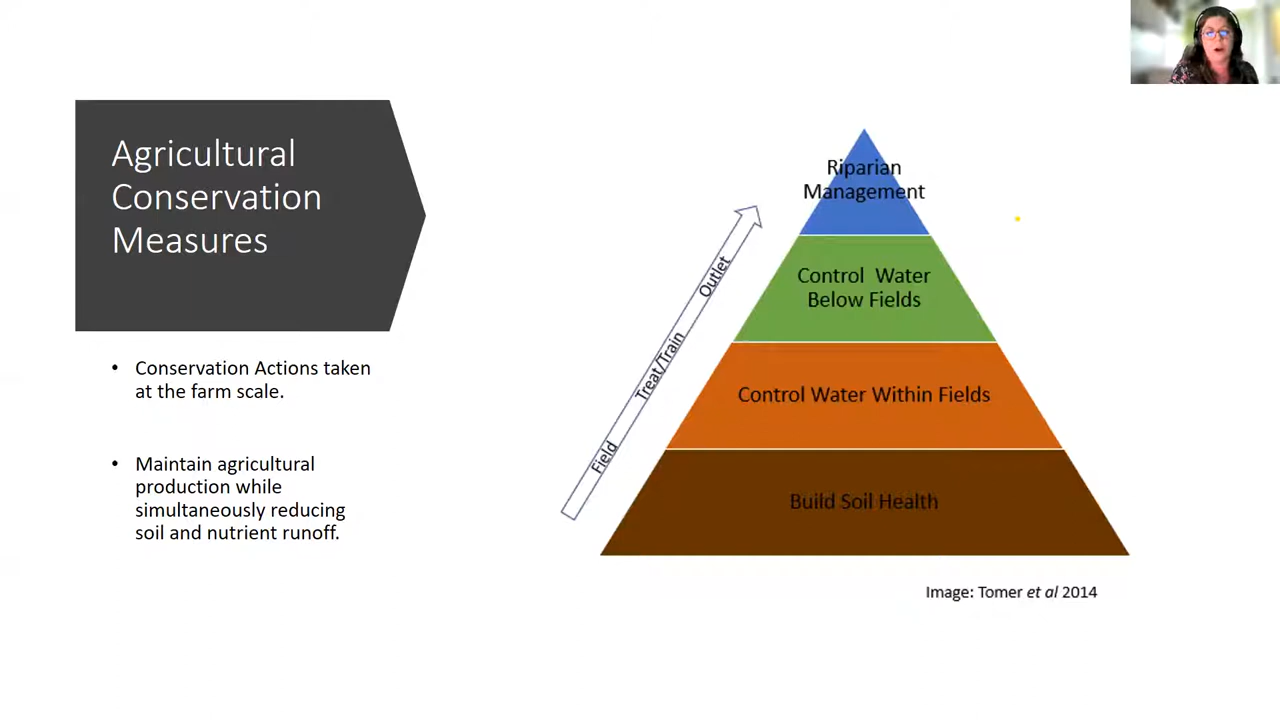 Agricultural
Conservation
Measures
• Conservation Actions taken
at the farm scale.
• Maintain agricultural
production while
simultaneously reducing
soil and nutrient runoff.
Riparian
Management
Control Water
Below Fields
Control Water Within Fields
Build Soil Health
Outlet
Treat/Train
Field
Image: Tomer et al 2014